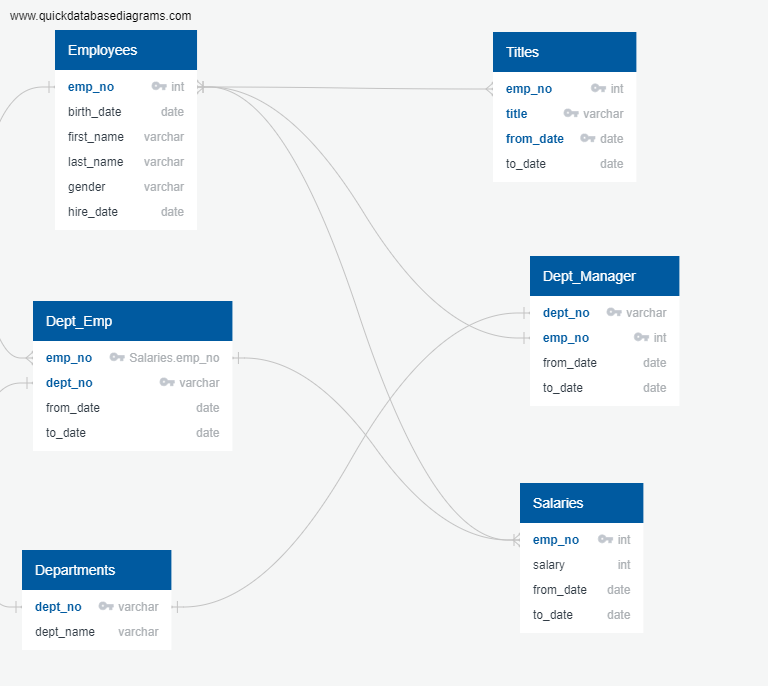 www.quickdatabasediagrams.com
Employees
emp_no int
birth_date date
first_name varchar
last_name varchar
gender varchar
hire_date date
Titles
emp_no int
title varchar
from_date date
to_date date
Dept_Manager
dept_no varchar
emp_no int
from_date date
to_date date
Dept_Emp
emp_no Salaries.emp_no
dept_no varchar
from_date date
to_date date
Salaries
emp_no int
salary int
from_date date
to_date date
Departments
dept_no varchar
dept_name varchar